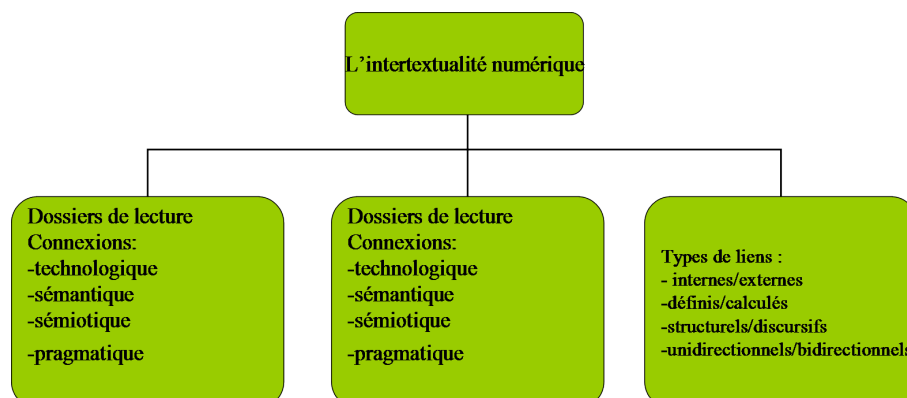 L'intertextualité numérique
Dossiers de lecture
Connexions:
-technologique
-sémantique
-sémiotique
-pragmatique
Dossiers de lecture
Connexions:
-technologique
-sémantique
-sémiotique
-pragmatique
Types de liens :
- internes/externes
-définis/calculés
-structurels/discursifs
-unidirectionnels/bidirectionnels